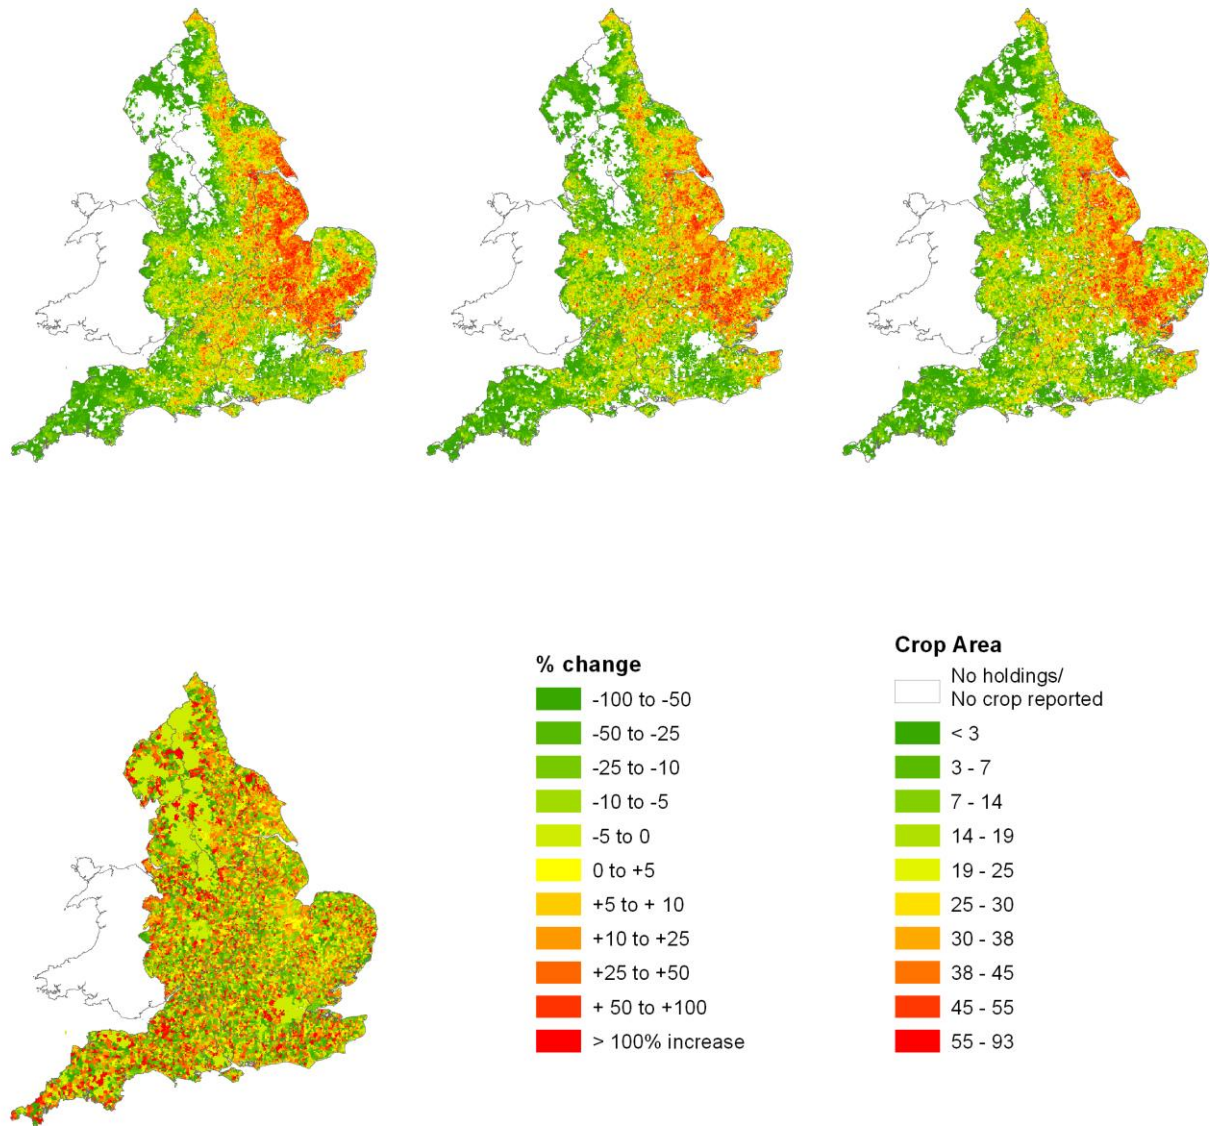 % change
-100 to -50
-50 to -25
-25 to -10
-10 to -5
-5 to 0
0 to +5
+5 to + 10
+10 to +25
+25 to +50
+ 50 to +100
> 100% increase
Crop Area
No holdings/
No crop reported
< 3
3 - 7
7 - 14
14 - 19
19 - 25
25 - 30
30 - 38
38 - 45
45 - 55
55 - 93